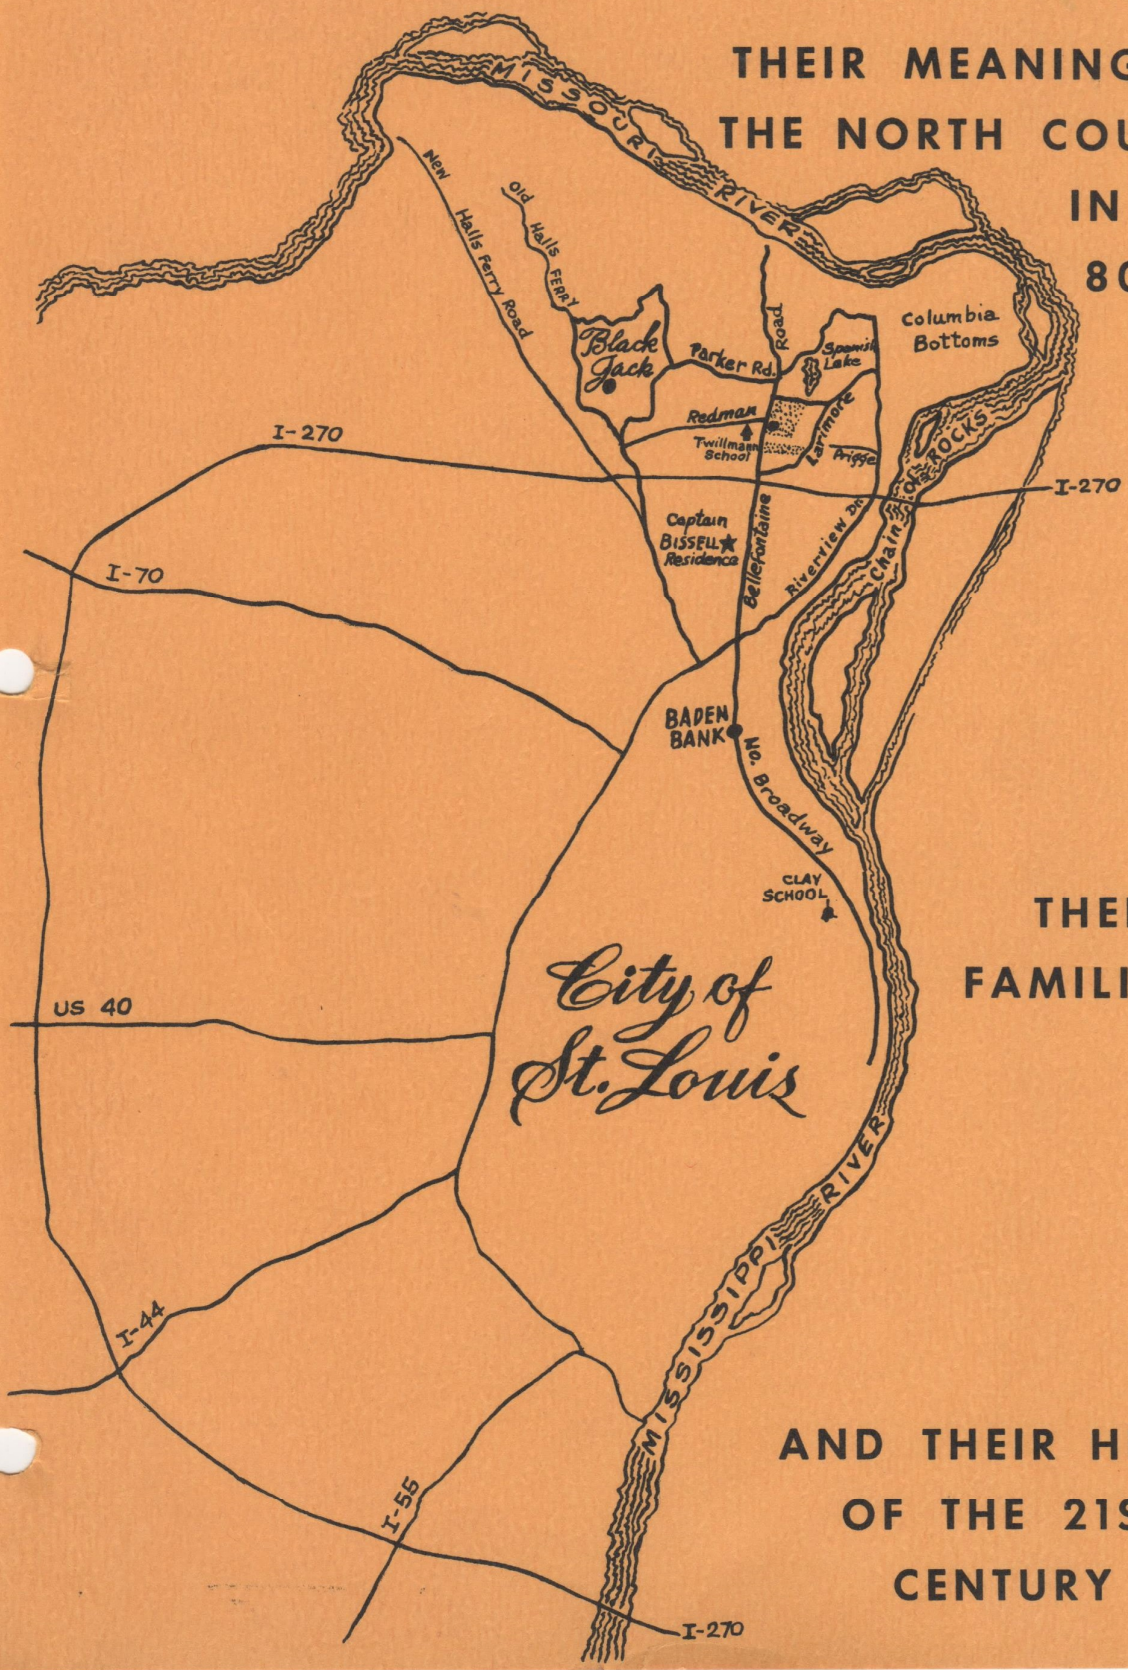 THEIR MEANING
THE NORTH COU
IN
80
MISSOURI RIVER
New Halls Ferry Road
Old Halls FERRY
Black
Jack
Parker Rd.
Road
Spanish
Lake
Columbia
Bottoms
Redman
Twillmann
School
Larimore
Prigge
Chain of ROCKS
I-270
I-270
Captain
BISSELL
Residence
Bellefontaine
Riverview Dr.
I-70
BADEN
BANK
No. Broadway
CLAY
SCHOOL
THEI
FAMILI
City of
St. Louis
US 40
MISSISSIPPI RIVER
I-44
I-55
AND THEIR H
OF THE 21S
CENTURY
I-270